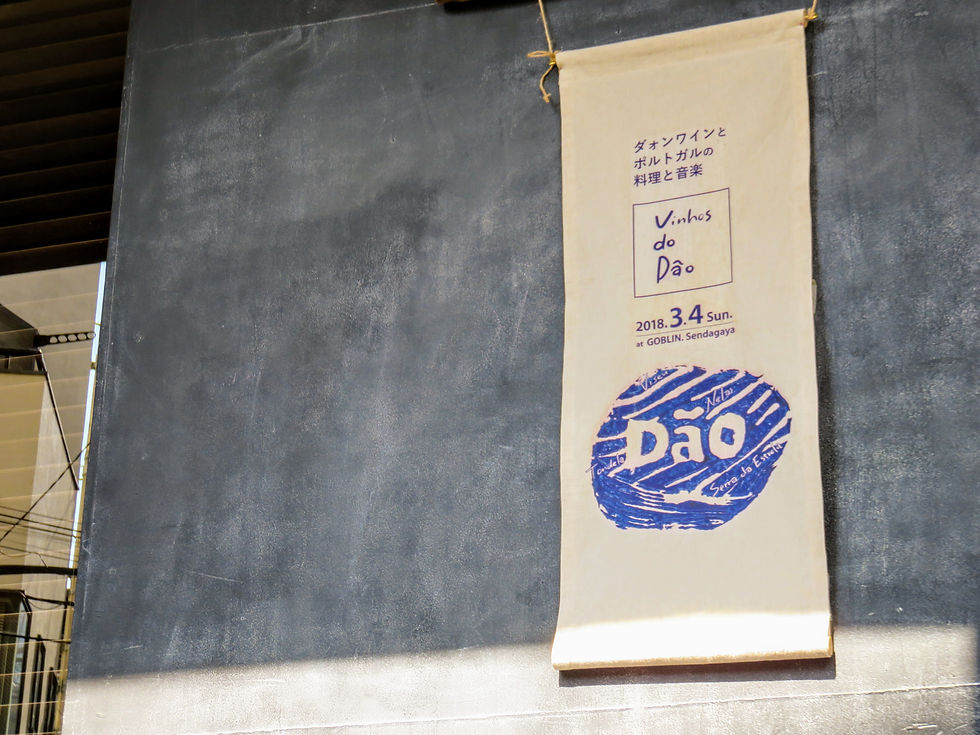 ダォンワインと
ポルトガルの
料理と音楽
Vinhos
do
Dão
2018.3.4 Sun.
at GOBLIN. Sendagaya
Viseu
Nelas
Dão
Tondela
Serra da Estrela